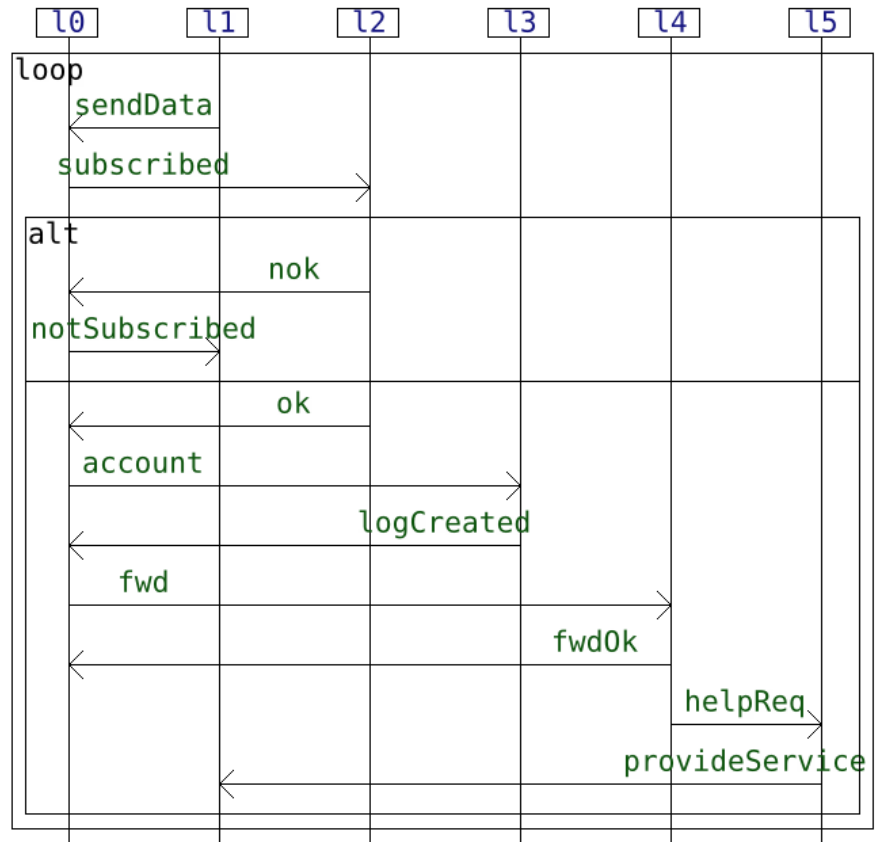 l0 l1 l2 l3 l4 l5
loop
sendData
subscribed
alt
nok
notSubscribed
ok
account
logCreated
fwd
fwdOk
helpReq
provideService